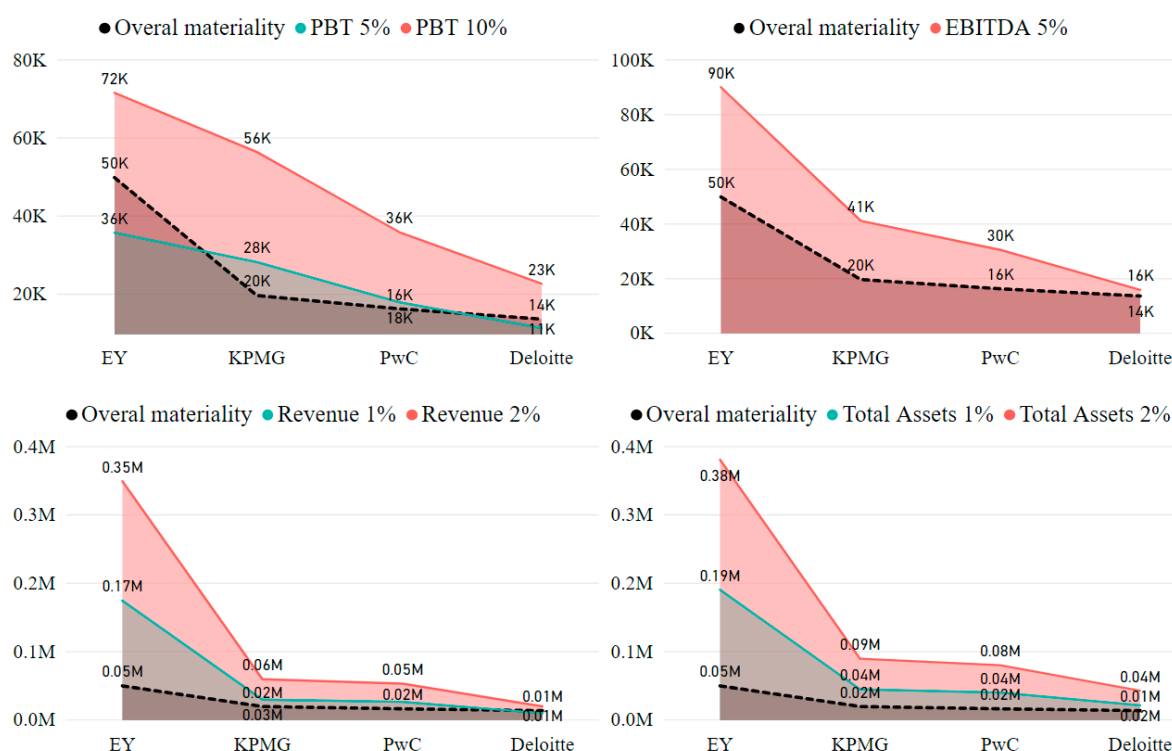 Overal materiality PBT 5% PBT 10%
80K
72K
60K
56K
50K
40K
36K
36K
28K
23K
20K
20K
16K
18K
14K
11K
EY KPMG PwC Deloitte
Overal materiality EBITDA 5%
100K
90K
80K
60K
50K
41K
40K
30K
20K
20K
16K
16K
14K
0K
EY KPMG PwC Deloitte
Overal materiality Revenue 1% Revenue 2%
0.4M
0.35M
0.3M
0.2M
0.17M
0.1M
0.05M
0.06M
0.05M
0.02M
0.02M
0.03M
0.01M
0.01M
0.0M
EY KPMG PwC Deloitte
Overal materiality Total Assets 1% Total Assets 2%
0.4M
0.38M
0.3M
0.2M
0.19M
0.1M
0.09M
0.08M
0.05M
0.04M
0.04M
0.04M
0.02M
0.02M
0.01M
0.02M
0.0M
EY KPMG PwC Deloitte